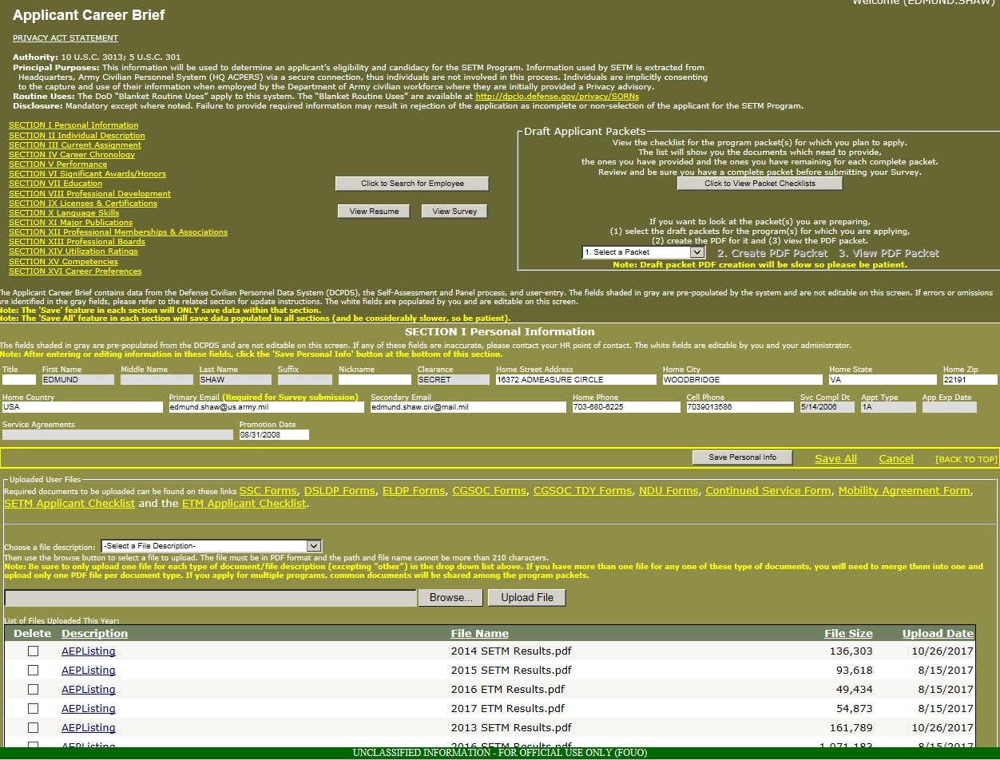 Welcome (EDMUND.SHAW)
Applicant Career Brief
PRIVACY ACT STATEMENT
Authority: 10 U.S.C. 3013; 5 U.S.C. 301
Principal Purposes: This information will be used to determine an applicant's eligibility and candidacy for the SETM Program. Information used by SETM is extracted from
Headquarters, Army Civilian Personnel System (HQ ACPERS) via a secure connection, thus individuals are not involved in this process. Individuals are implicitly consenting
to the capture and use of their information when employed by the Department of Army civilian workforce where they are initially provided a Privacy advisory.
Routine Uses: The DoD "Blanket Routine Uses" apply to this system. The "Blanket Routine Uses" are available at http://dpclo.defense.gov/privacy/SORNs
Disclosure: Mandatory except where noted. Failure to provide required information may result in rejection of the application as incomplete or non-selection of the applicant for the SETM Program.
SECTION I Personal Information
SECTION II Individual Description
SECTION III Current Assignment
SECTION IV Career Chronology
SECTION V Performance
SECTION VI Significant Awards/Honors
SECTION VII Education
SECTION VIII Professional Development
SECTION IX Licenses & Certifications
SECTION X Language Skills
SECTION XI Major Publications
SECTION XII Professional Memberships & Associations
SECTION XIII Professional Boards
SECTION XIV Utilization Ratings
SECTION XV Competencies
SECTION XVI Career Preferences
Click to Search for Employee
View Resume View Survey
Draft Applicant Packets
View the checklist for the program packet(s) for which you plan to apply.
The list will show you the documents which need to provide,
the ones you have provided and the ones you have remaining for each complete packet.
Review and be sure you have a complete packet before submitting your Survey.
Click to View Packet Checklists
If you want to look at the packet(s) you are preparing,
(1) select the draft packets for the program(s) for which you are applying,
(2) create the PDF for it and (3) view the PDF packet.
1. Select a Packet 2. Create PDF Packet 3. View PDF Packet
Note: Draft packet PDF creation will be slow so please be patient.
The Applicant Career Brief contains data from the Defense Civilian Personnel Data System (DCPDS), the Self-Assessment and Panel process, and user-entry. The fields shaded in gray are pre-populated by the system and are not editable on this screen. If errors or omissions
are identified in the gray fields, please refer to the related section for update instructions. The white fields are populated by you and are editable on this screen.
Note: The 'Save' feature in each section will ONLY save data within that section.
Note: The 'Save All' feature in each section will save data populated in all sections (and be considerably slower, so be patient).
SECTION I Personal Information
The fields shaded in gray are pre-populated from the DCPDS and are not editable on this screen. If any of these fields are inaccurate, please contact your HR point of contact. The white fields are editable by you and your administrator.
Note: After entering or editing information in these fields, click the 'Save Personal Info' button at the bottom of this section.
Title First Name Middle Name Last Name Suffix Nickname Clearance Home Street Address Home City Home State Home Zip
EDMUND SHAW SECRET 16372 ADMEASURE CIRCLE WOODBRIDGE VA 22191
Home Country Primary Email (Required for Survey submission) Secondary Email Home Phone Cell Phone Svc Compl Dt Appt Type App Exp Date
USA edmund.shaw@us.army.mil edmund.shaw.civ@mail.mil 703-680-6225 7039013586 5/14/2006 1A
Service Agreements Promotion Date
08/31/2008
Save Personal Info Save All Cancel [BACK TO TOP]
Uploaded User Files
Required documents to be uploaded can be found on these links SSC Forms, DSLDP Forms, ELDP Forms, CGSOC Forms, CGSOC TDY Forms, NDU Forms, Continued Service Form, Mobility Agreement Form,
SETM Applicant Checklist and the ETM Applicant Checklist.
Choose a file description: -Select a File Description-
Then use the browse button to select a file to upload. The file must be in PDF format and the path and file name cannot be more than 210 characters.
Note: Be sure to only upload one file for each type of document/file description (excepting "other") in the drop down list above. If you have more than one file for any one of these type of documents, you will need to merge them into one and
upload only one PDF file per document type. If you apply for multiple programs, common documents will be shared among the program packets.
Browse... Upload File
List of Files Uploaded This Year:
Delete Description File Name File Size Upload Date
AEPListing 2014 SETM Results.pdf 136,303 10/26/2017
AEPListing 2015 SETM Results.pdf 93,618 8/15/2017
AEPListing 2016 ETM Results.pdf 49,434 8/15/2017
AEPListing 2017 ETM Results.pdf 54,873 8/15/2017
AEPListing 2013 SETM Results.pdf 161,789 10/26/2017
AEPListing 2016 SETM Results.pdf 1,071,183 8/15/2017
UNCLASSIFIED INFORMATION - FOR OFFICIAL USE ONLY (FOUO)